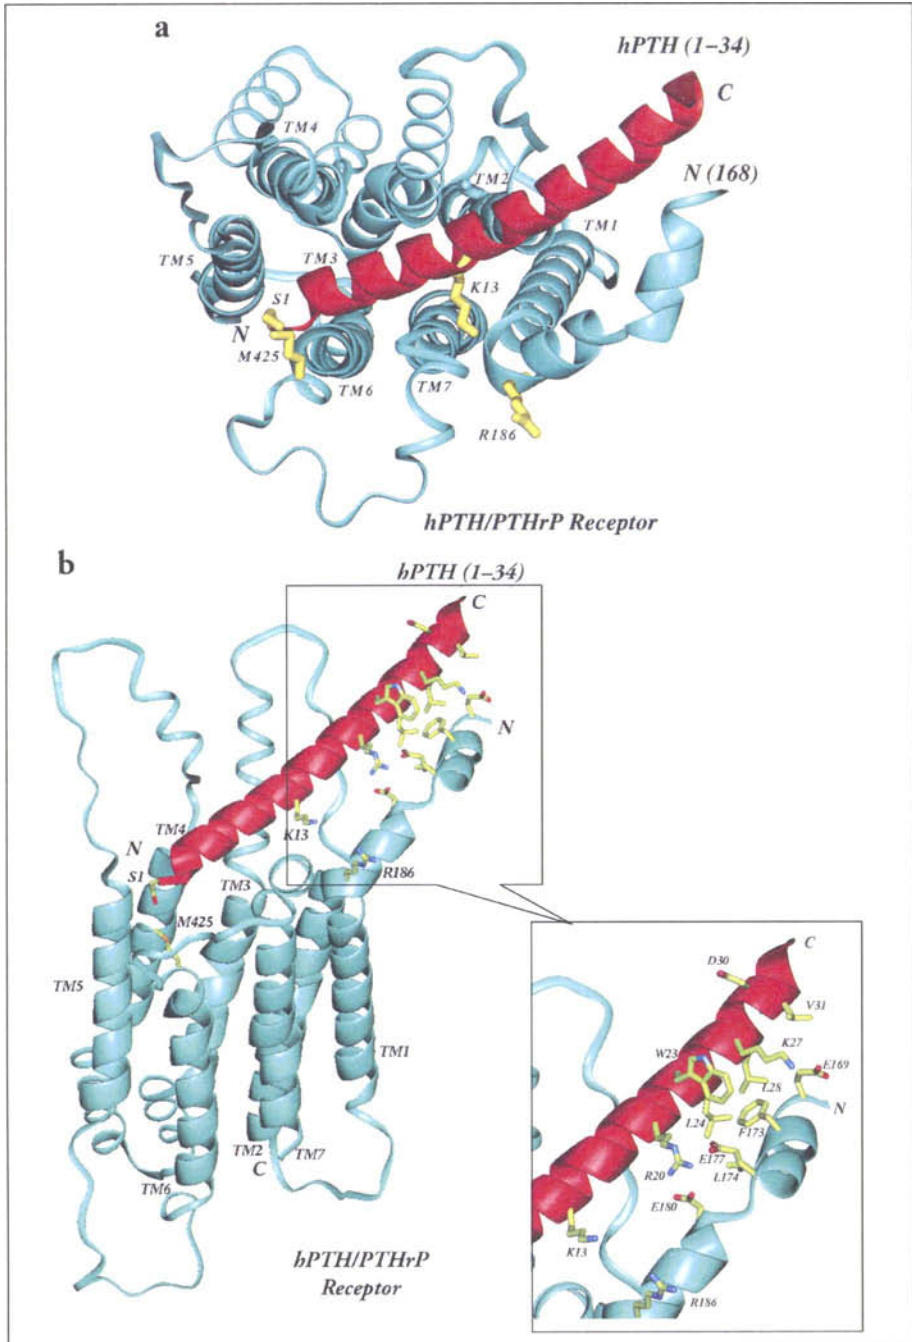 a
hPTH (1–34)
C
N (168)
TM4
TM2
TM1
TM3
TM5
S1
K13
N
M425
TM6
TM7
R186
hPTH/PTHrP Receptor
b
hPTH (1–34)
C
N
TM4
N
K13
S1
R186
TM3
M425
TM5
TM1
TM2
TM7
C
TM6
hPTH/PTHrP
Receptor
C
D30
V31
W23
K27
E169
L28
N
L24
F173
E177
R20
L174
E180
K13
R186